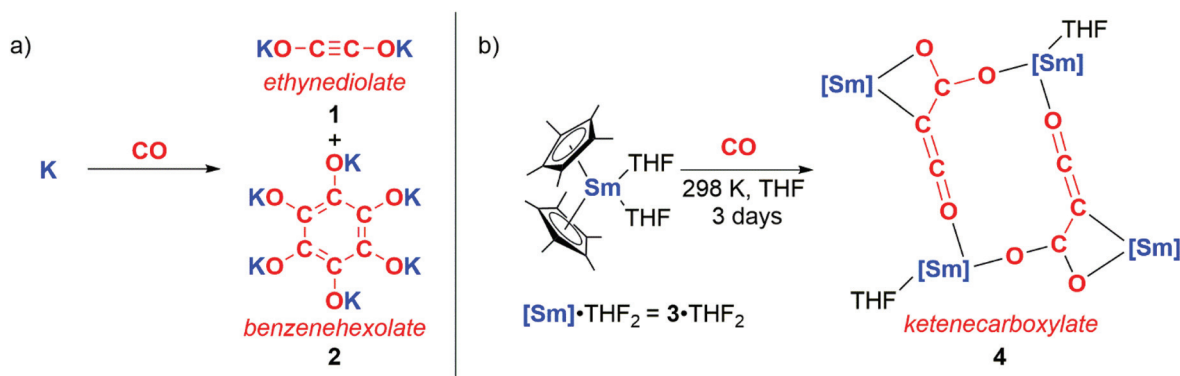 a)
K
CO
KO–C≡C–OK
ethynediolate
1
+
OK
KO
C
OK
C
C
C
C
KO
C
OK
OK
benzenehexolate
2
b)
Sm
THF
THF
CO
298 K, THF
3 days
[Sm]•THF₂ = 3•THF₂
THF
O
[Sm]
[Sm]
C
O
C
O
C
C
O
C
C
[Sm]
[Sm]
O
O
THF
ketenecarboxylate
4